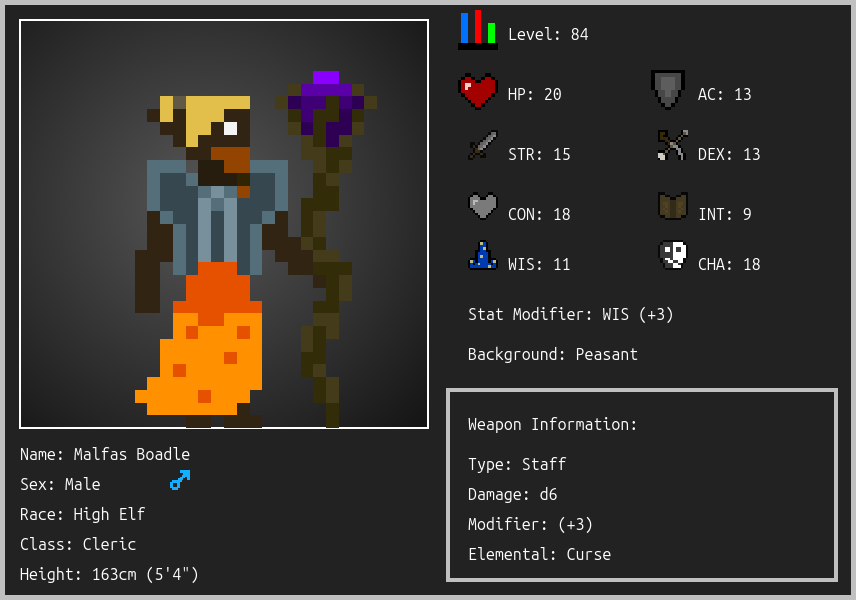 Level: 84
HP: 20
AC: 13
STR: 15
DEX: 13
CON: 18
INT: 9
WIS: 11
CHA: 18
Stat Modifier: WIS (+3)
Background: Peasant
Weapon Information:
Type: Staff
Damage: d6
Modifier: (+3)
Elemental: Curse
Name: Malfas Boadle
Sex: Male
Race: High Elf
Class: Cleric
Height: 163cm (5'4")